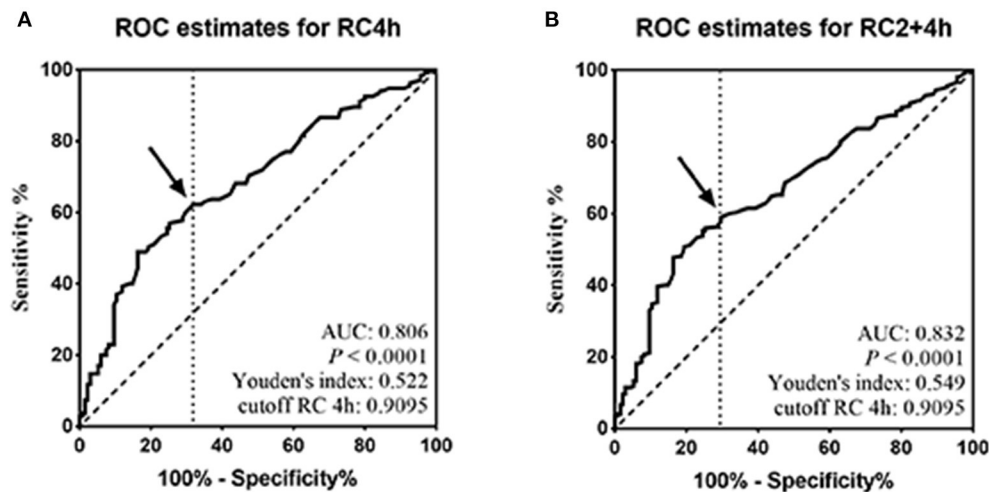 A
ROC estimates for RC4h
100
80
60
40
20
0
Sensitivity %
AUC: 0.806
P < 0.0001
Youden's index: 0.522
cutoff RC 4h: 0.9095
0 20 40 60 80 100
100% - Specificity%
B
ROC estimates for RC2+4h
100
80
60
40
20
0
Sensitivity %
AUC: 0.832
P < 0.0001
Youden's index: 0.549
cutoff RC 4h: 0.9095
0 20 40 60 80 100
100% - Specificity%